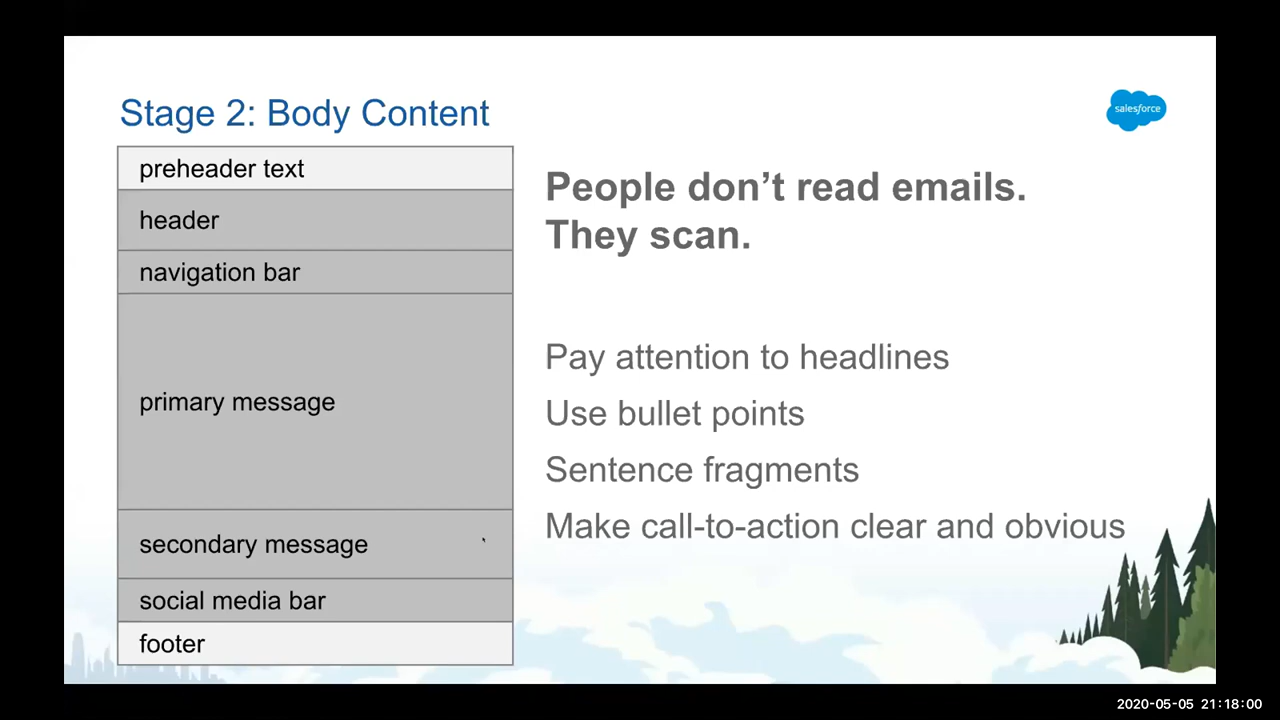 Stage 2: Body Content
salesforce
preheader text
header
navigation bar
primary message
secondary message
social media bar
footer
People don’t read emails.
They scan.
Pay attention to headlines
Use bullet points
Sentence fragments
Make call-to-action clear and obvious
2020-05-05 21:18:00